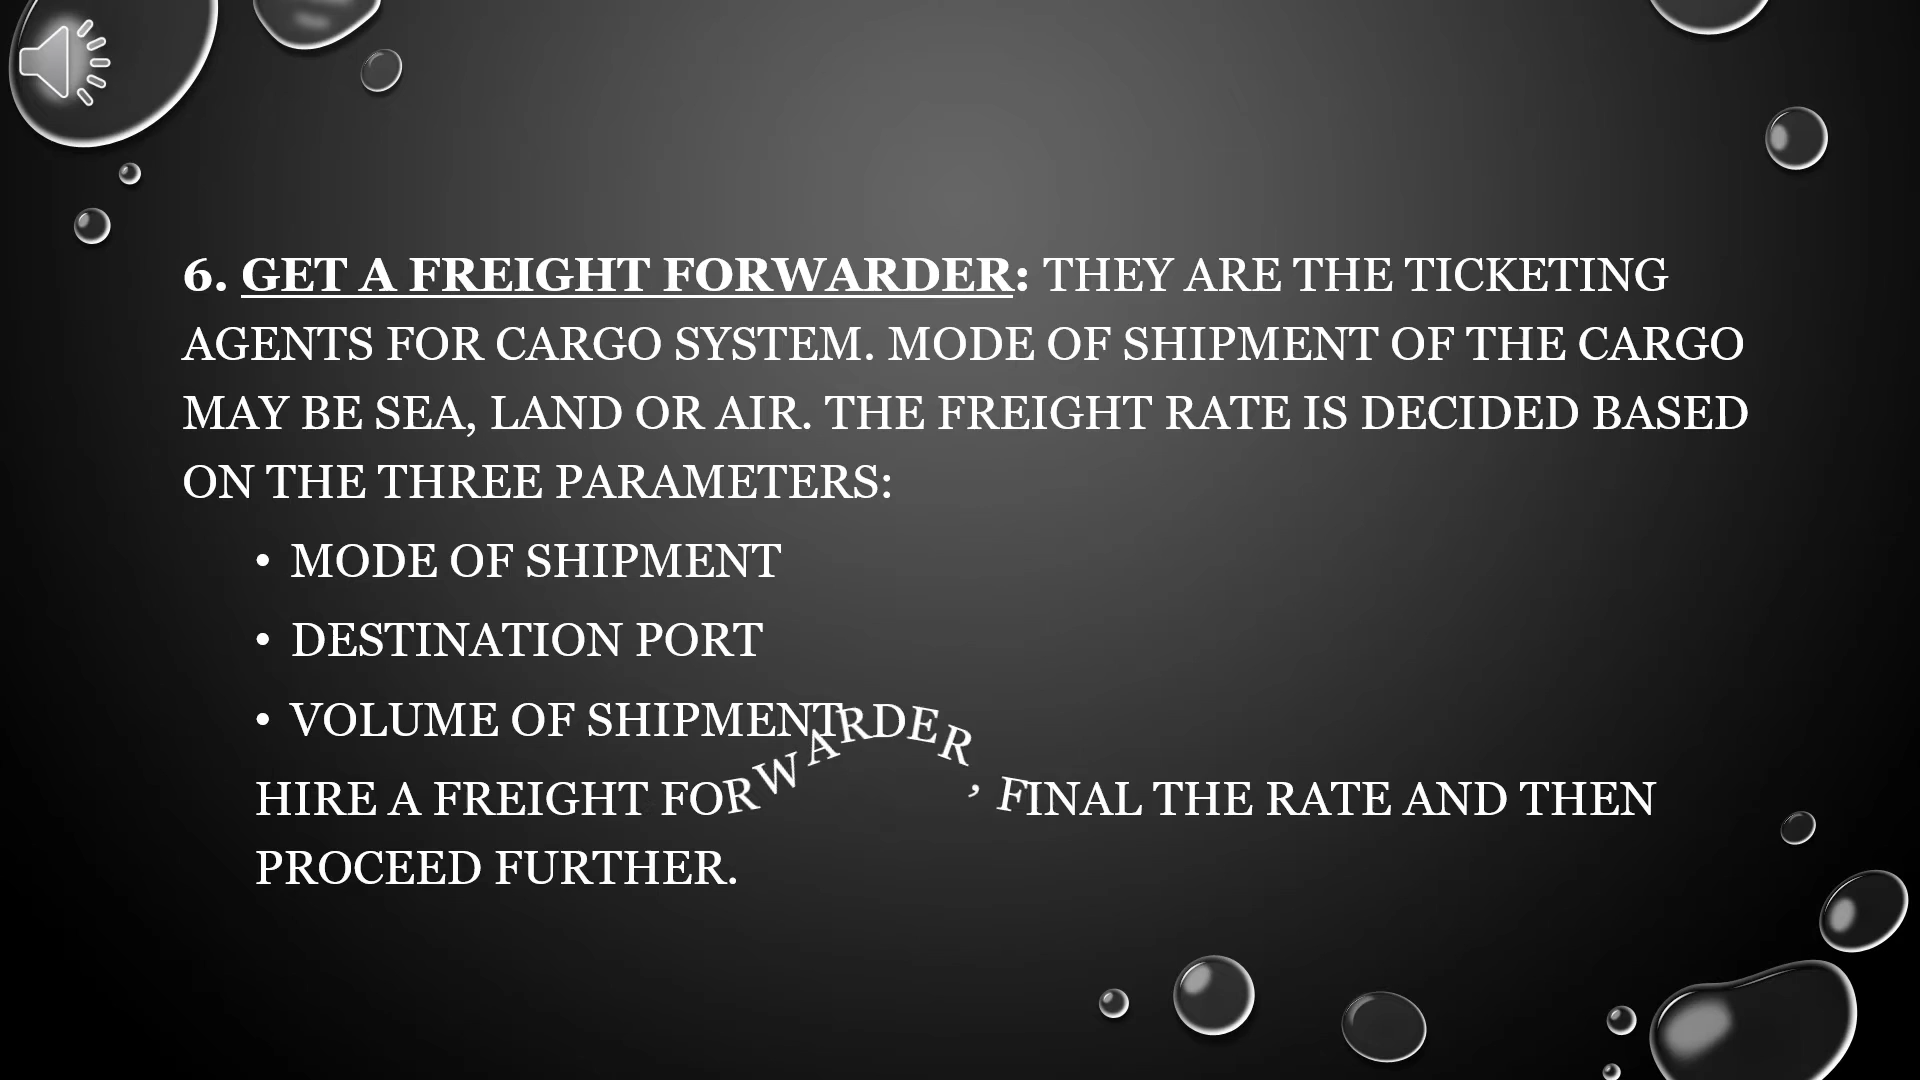 6. GET A FREIGHT FORWARDER: THEY ARE THE TICKETING
AGENTS FOR CARGO SYSTEM. MODE OF SHIPMENT OF THE CARGO
MAY BE SEA, LAND OR AIR. THE FREIGHT RATE IS DECIDED BASED
ON THE THREE PARAMETERS:
• MODE OF SHIPMENT
• DESTINATION PORT
• VOLUME OF SHIPMENT
HIRE A FREIGHT FORWARDER, FINAL THE RATE AND THEN
PROCEED FURTHER.